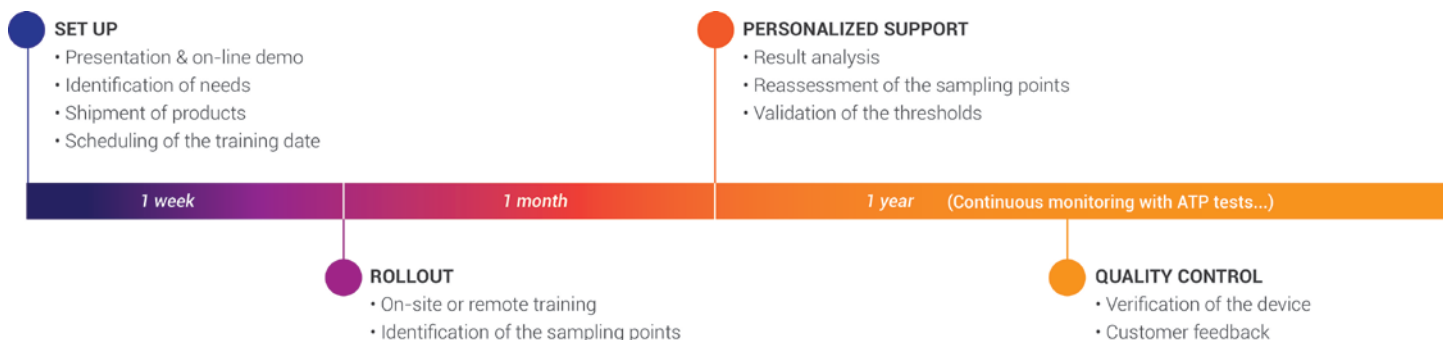 SET UP
• Presentation & on-line demo
• Identification of needs
• Shipment of products
• Scheduling of the training date
PERSONALIZED SUPPORT
• Result analysis
• Reassessment of the sampling points
• Validation of the thresholds
1 week
1 month
1 year (Continuous monitoring with ATP tests...)
ROLLOUT
• On-site or remote training
• Identification of the sampling points
QUALITY CONTROL
• Verification of the device
• Customer feedback